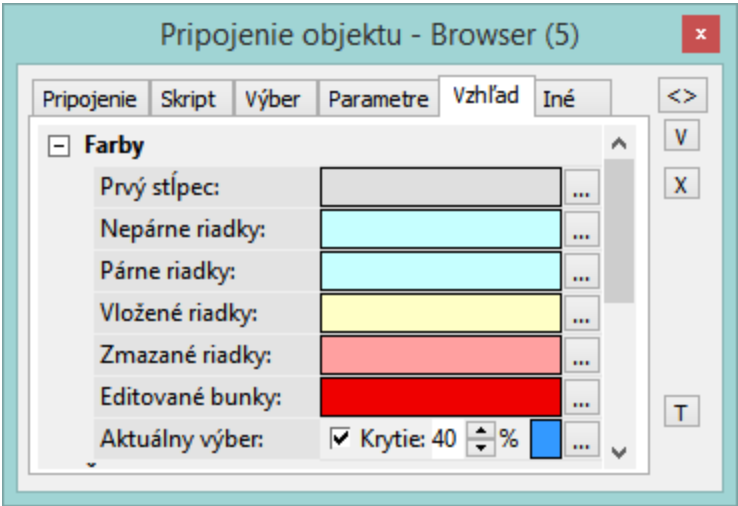 Pripojenie objektu - Browser (5)
x
Pripojenie Skript Výber Parametre Vzhľad Iné <>
V
Farby
Prvý stĺpec: ...
X
Nepárne riadky: ...
Párne riadky: ...
Vložené riadky: ...
Zmazané riadky: ...
Editované bunky: ...
T
Aktuálny výber: Krytie: 40 % ...